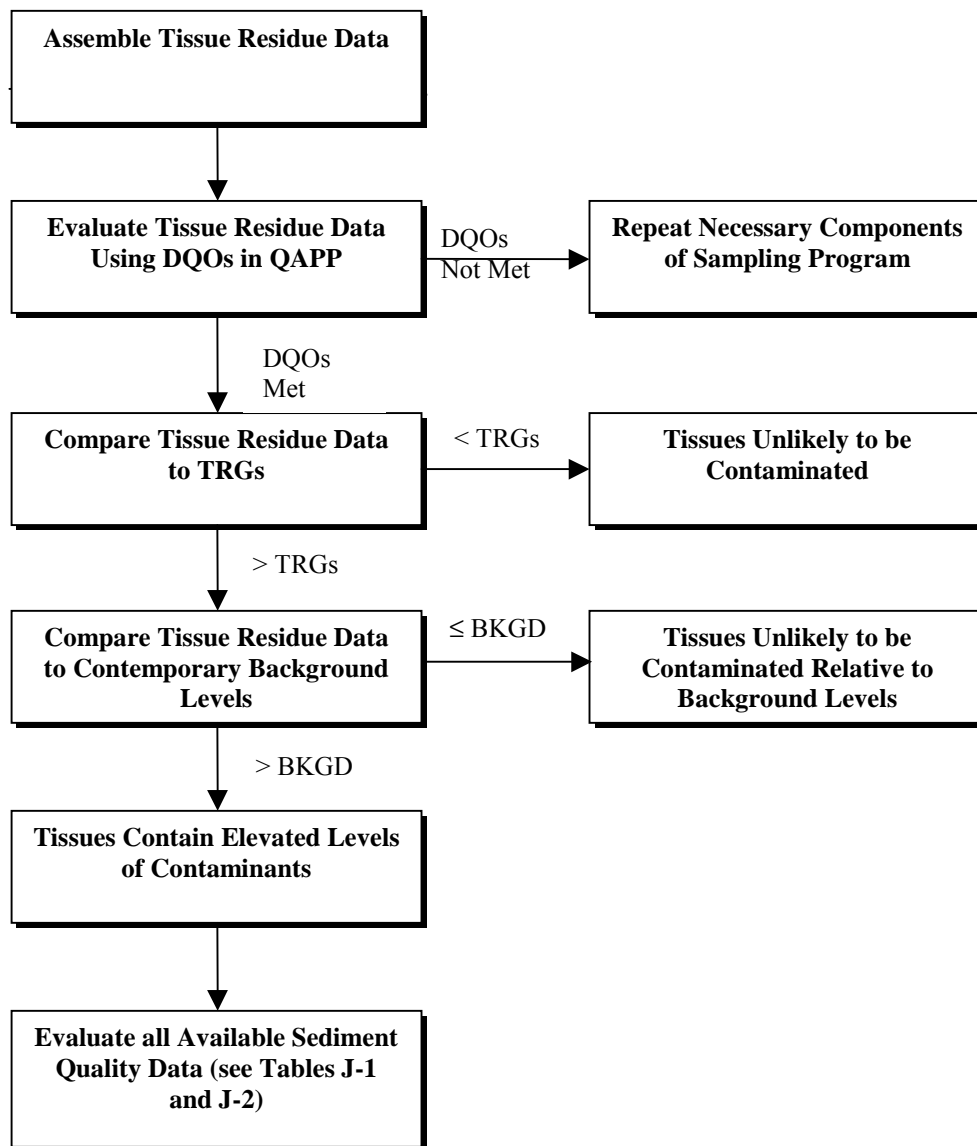 Assemble Tissue Residue Data
Evaluate Tissue Residue Data
Using DQOs in QAPP
DQOs
Not Met
Repeat Necessary Components
of Sampling Program
DQOs
Met
Compare Tissue Residue Data
to TRGs
< TRGs
Tissues Unlikely to be
Contaminated
> TRGs
Compare Tissue Residue Data
to Contemporary Background
Levels
≤ BKGD
Tissues Unlikely to be
Contaminated Relative to
Background Levels
> BKGD
Tissues Contain Elevated Levels
of Contaminants
Evaluate all Available Sediment
Quality Data (see Tables J-1
and J-2)